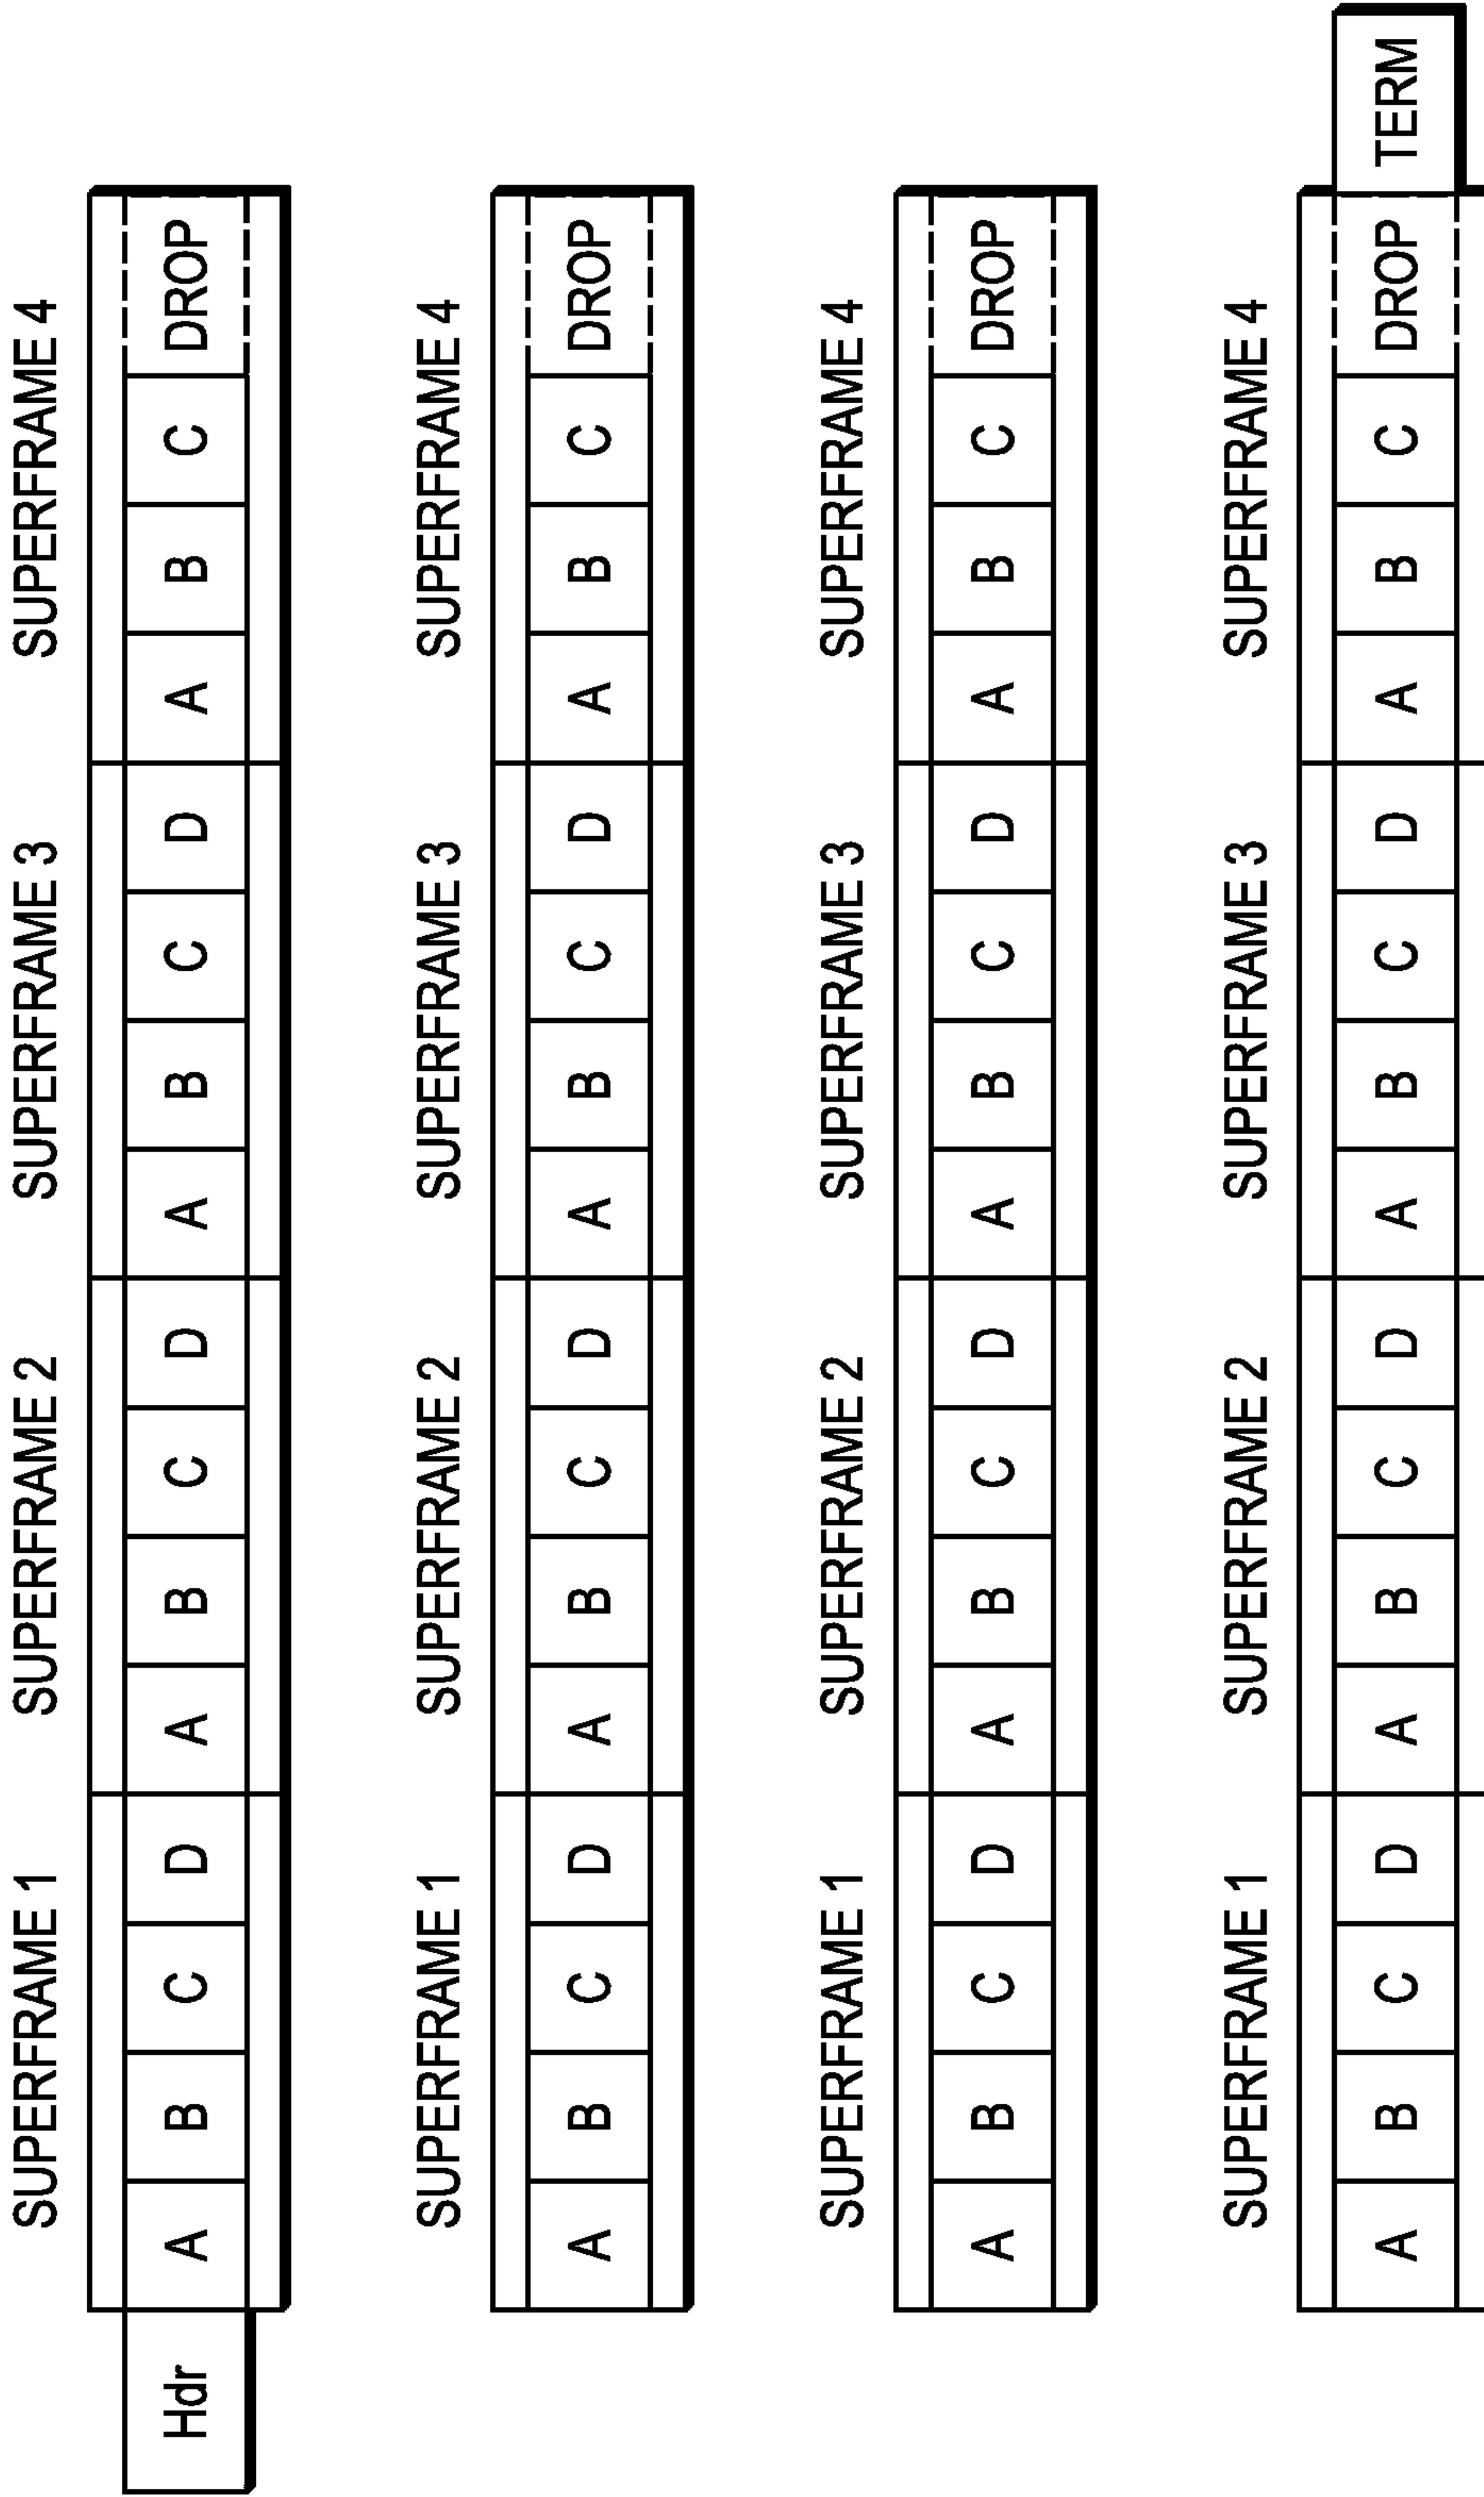 SUPERFRAME 1 SUPERFRAME 2 SUPERFRAME 3 SUPERFRAME 4
Hdr A B C D A B C D A B C D A B C DROP
SUPERFRAME 1 SUPERFRAME 2 SUPERFRAME 3 SUPERFRAME 4
A B C D A B C D A B C D A B C DROP
SUPERFRAME 1 SUPERFRAME 2 SUPERFRAME 3 SUPERFRAME 4
A B C D A B C D A B C D A B C DROP
SUPERFRAME 1 SUPERFRAME 2 SUPERFRAME 3 SUPERFRAME 4
A B C D A B C D A B C D A B C DROP TERM